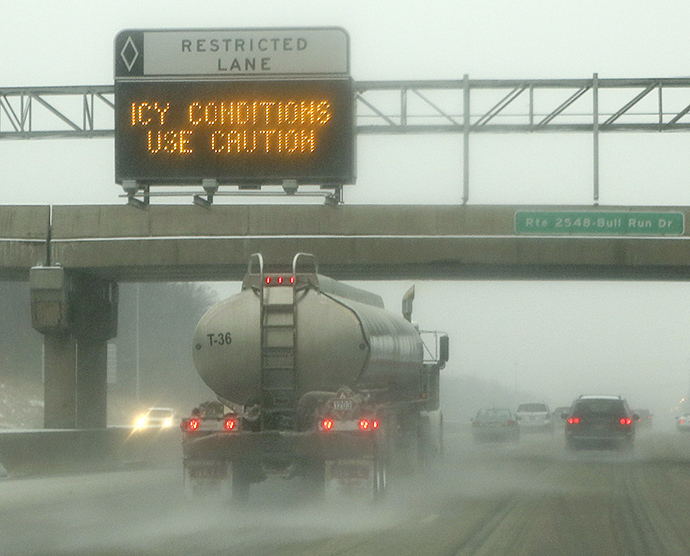 RESTRICTED
LANE
ICY CONDITIONS
USE CAUTION
Rte 2548-Bull Run Dr
T-36